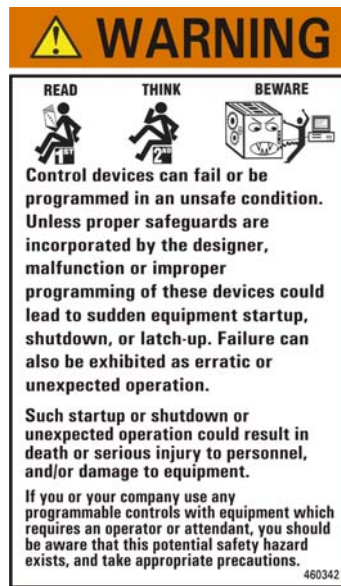 WARNING
READ THINK BEWARE
1ST 2ND
Control devices can fail or be
programmed in an unsafe condition.
Unless proper safeguards are
incorporated by the designer,
malfunction or improper
programming of these devices could
lead to sudden equipment startup,
shutdown, or latch-up. Failure can
also be exhibited as erratic or
unexpected operation.
Such startup or shutdown or
unexpected operation could result in
death or serious injury to personnel,
and/or damage to equipment.
If you or your company use any
programmable controls with equipment which
requires an operator or attendant, you should
be aware that this potential safety hazard
exists, and take appropriate precautions.
460342